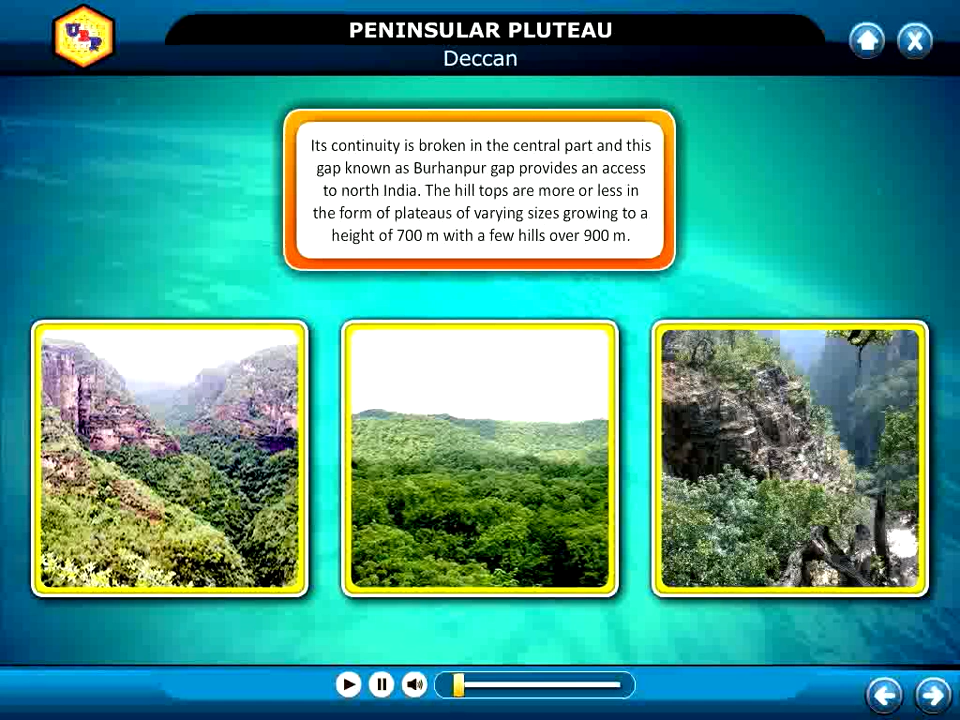 UBP
PENINSULAR PLUTEAU
Deccan
Its continuity is broken in the central part and this
gap known as Burhanpur gap provides an access
to north India. The hill tops are more or less in
the form of plateaus of varying sizes growing to a
height of 700 m with a few hills over 900 m.